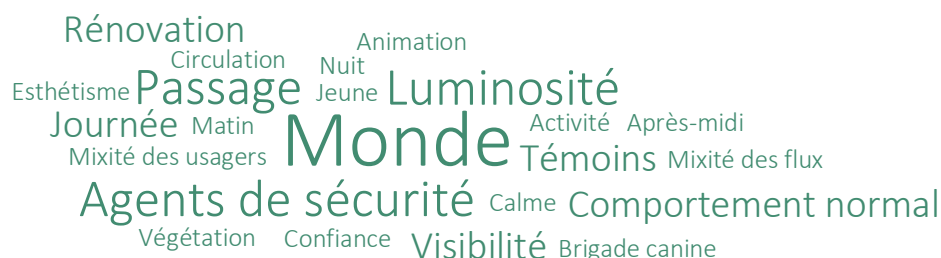 Rénovation
Animation
Circulation Nuit
Esthétisme Passage Jeune Luminosité
Journée Matin Monde Activité Après-midi
Mixité des usagers Témoins Mixité des flux
Agents de sécurité Calme Comportement normal
Végétation Confiance Visibilité Brigade canine